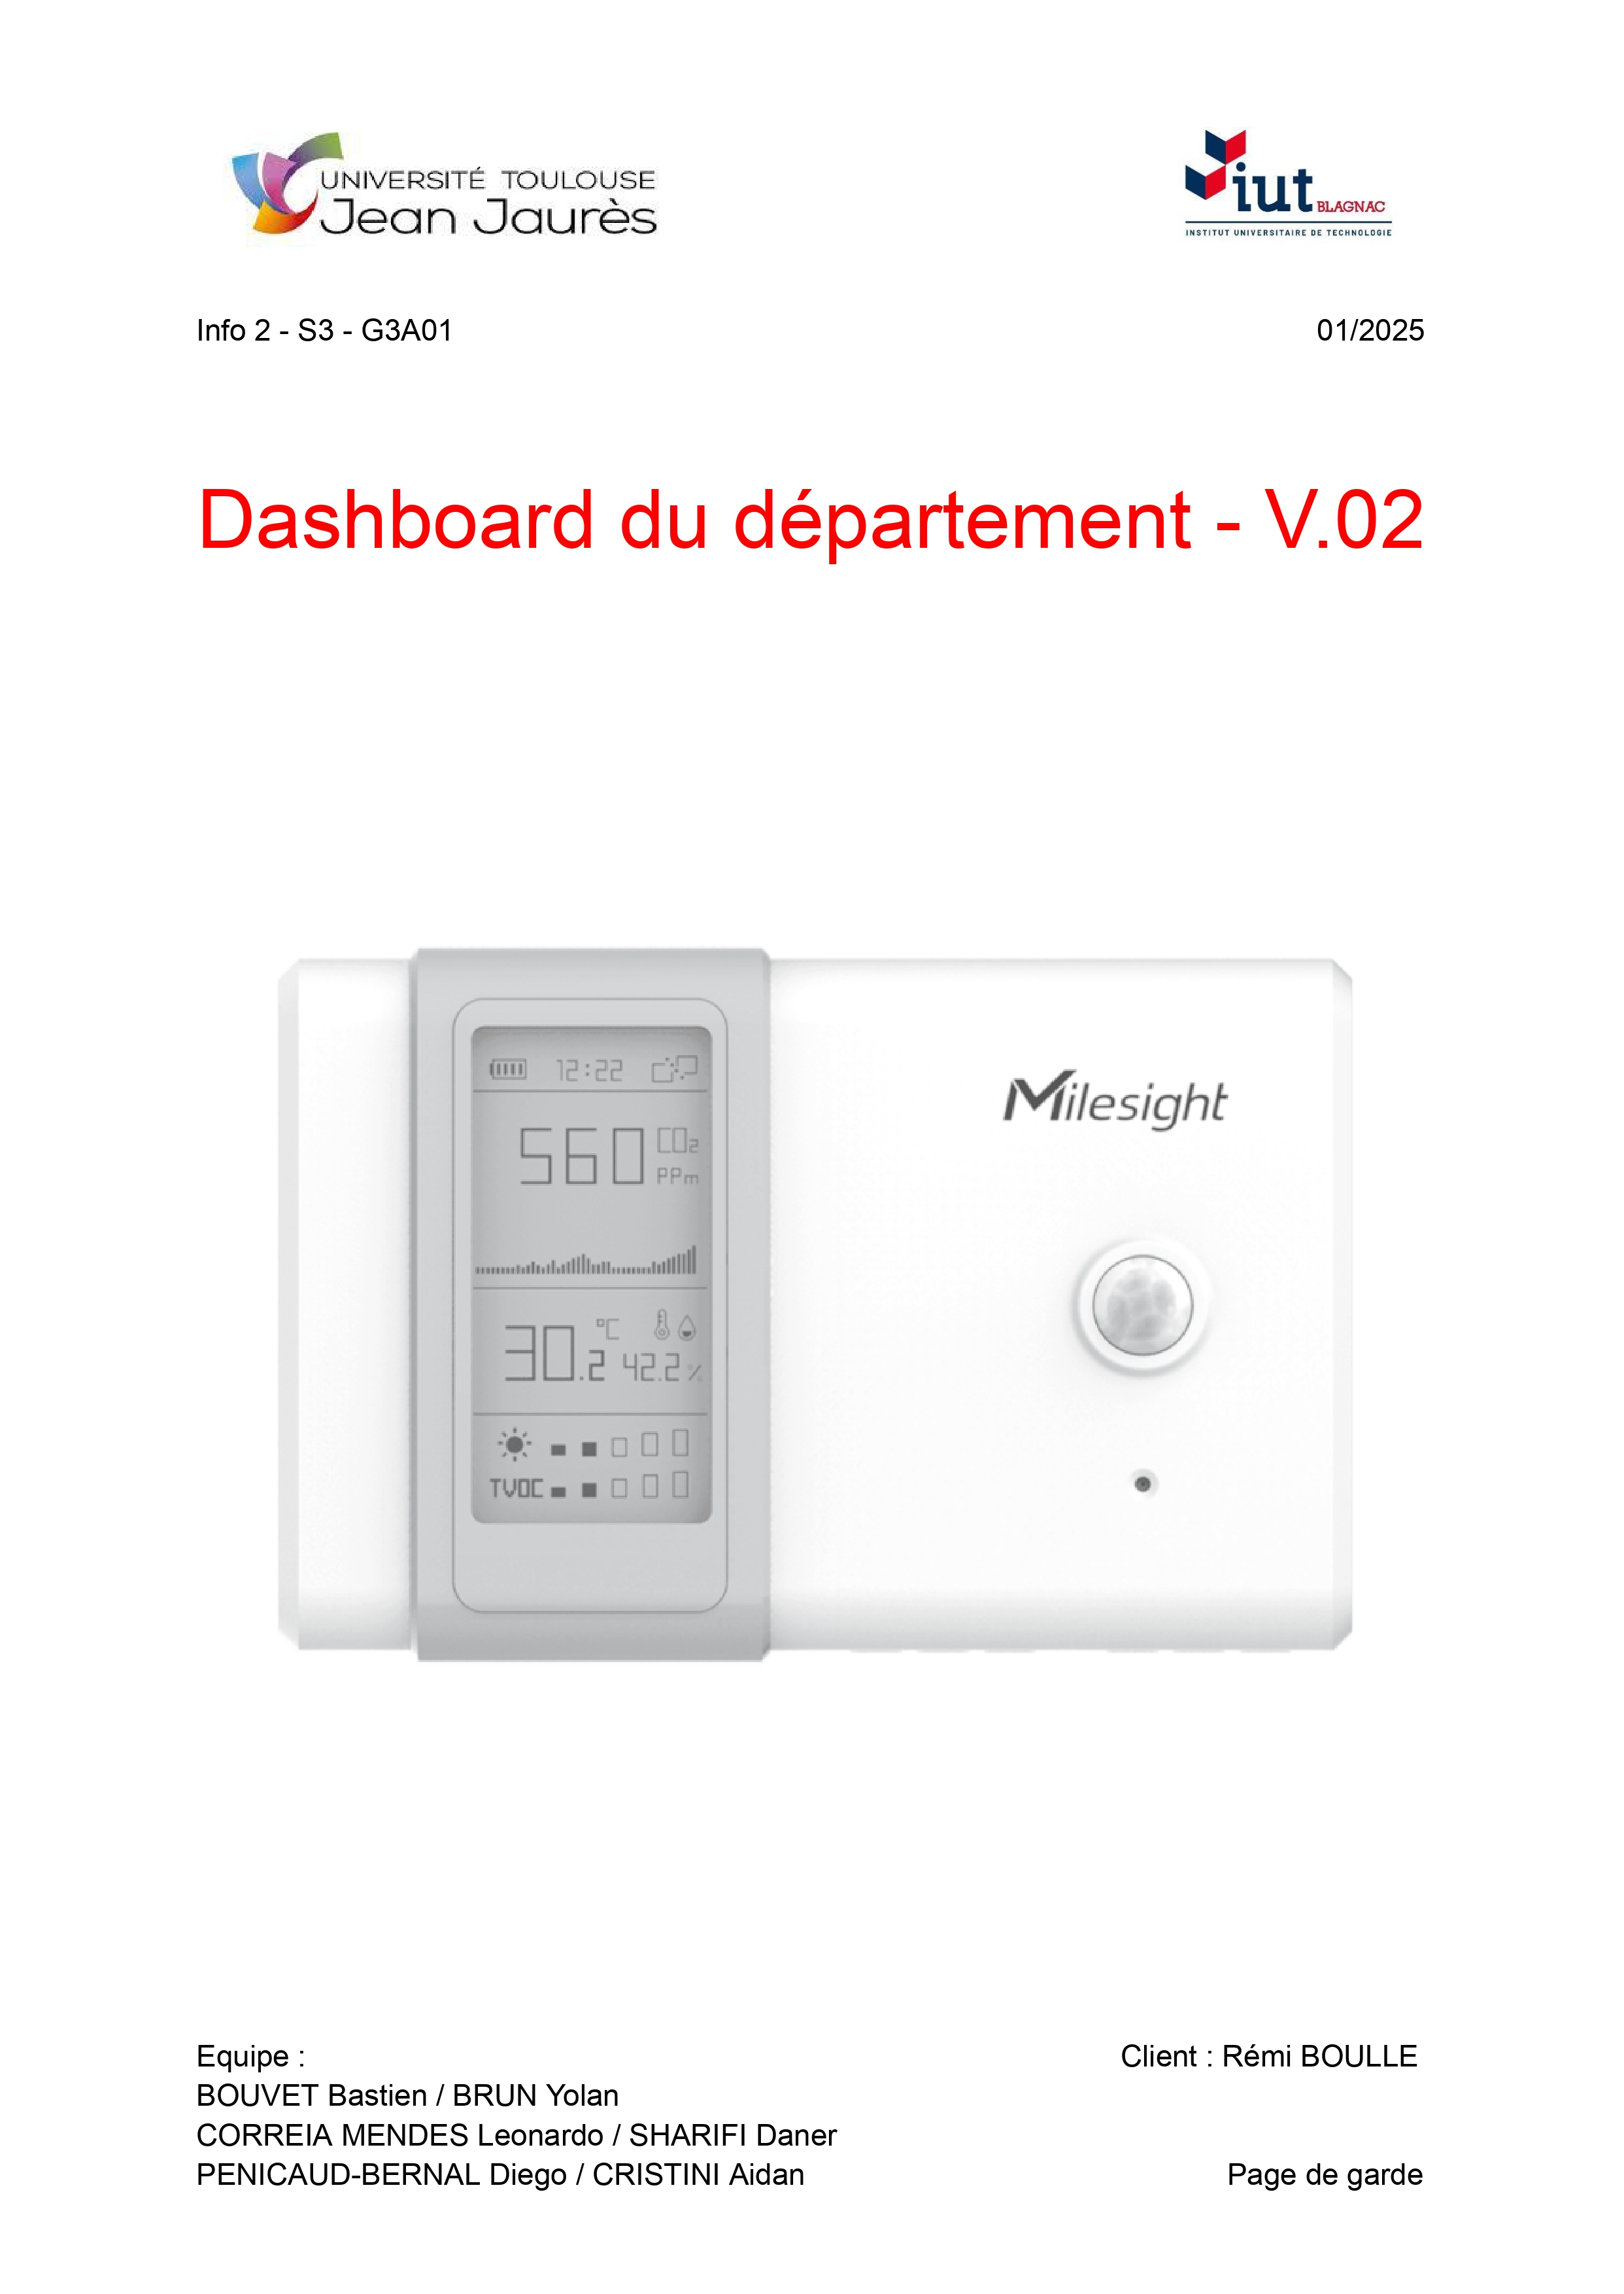 UNIVERSITÉ TOULOUSE
Jean Jaurès
iut BLAGNAC
INSTITUT UNIVERSITAIRE DE TECHNOLOGIE
Info 2 - S3 - G3A01
01/2025
Dashboard du département - V.02
12:22
560 CO2
PPm
Milesight
°C
30.2 42.2 %
TVOC
Equipe :
Client : Rémi BOULLE
BOUVET Bastien / BRUN Yolan
CORREIA MENDES Leonardo / SHARIFI Daner
PENICAUD-BERNAL Diego / CRISTINI Aidan
Page de garde